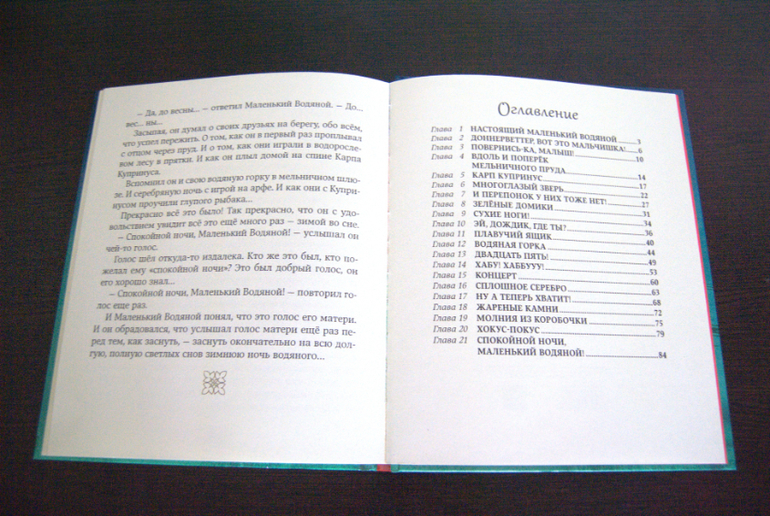 – Да, до весны... – ответил Маленький Водяной. – До...
вес... ны...
Засыпая, он думал о своих друзьях на берегу, обо всём,
что успел пережить. О том, как он в первый раз проплывал
с отцом через пруд. И о том, как они играли в водоросле-
вом лесу в прятки. И как он плыл домой на спине Карпа
Купринуса.
Вспомнил он и свою водяную горку в мельничном шлю-
зе. И серебряную ночь с игрой на арфе. И как они с Купри-
нусом проучили глупого рыбака...
Прекрасно всё это было! Так прекрасно, что он с удо-
вольствием увидит всё это ещё много раз – зимой во сне.
– Спокойной ночи, Маленький Водяной! – услышал он
чей-то голос.
Голос шёл откуда-то издалека. Кто же это был, кто по-
желал ему «спокойной ночи»? Это был добрый голос, он
его хорошо знал...
– Спокойной ночи, Маленький Водяной! – повторил го-
лос еще раз.
И Маленький Водяной понял, что это голос его матери.
И он обрадовался, что услышал голос матери ещё раз пе-
ред тем, как заснуть, – заснуть окончательно на всю дол-
гую, полную светлых снов зимнюю ночь водяного...
Оглавление
Глава 1 НАСТОЯЩИЙ МАЛЕНЬКИЙ ВОДЯНОЙ 3
Глава 2 ДОННЕРВЕТТЕР, ВОТ ЭТО МАЛЬЧИШКА! 6
Глава 3 ПОВЕРНИСЬ-КА, МАЛЫШ! 10
Глава 4 ВДОЛЬ И ПОПЕРЁК
МЕЛЬНИЧНОГО ПРУДА 14
Глава 5 КАРП КУПРИНУС 17
Глава 6 МНОГОГЛАЗЫЙ ЗВЕРЬ 22
Глава 7 И ПЕРЕПОНОК У НИХ ТОЖЕ НЕТ! 27
Глава 8 ЗЕЛЁНЫЕ ДОМИКИ 31
Глава 9 СУХИЕ НОГИ! 34
Глава 10 ЭЙ, ДОЖДИК, ГДЕ ТЫ? 36
Глава 11 ПЛАВУЧИЙ ЯЩИК 40
Глава 12 ВОДЯНАЯ ГОРКА 44
Глава 13 ДВАДЦАТЬ ПЯТЬ! 49
Глава 14 ХАБУ! ХАББУУУ! 53
Глава 15 КОНЦЕРТ 60
Глава 16 СПЛОШНОЕ СЕРЕБРО 63
Глава 17 НУ А ТЕПЕРЬ ХВАТИТ! 68
Глава 18 ЖАРЕНЫЕ КАМНИ 72
Глава 19 МОЛНИЯ ИЗ КОРОБОЧКИ 75
Глава 20 ХОКУС-ПОКУС 79
Глава 21 СПОКОЙНОЙ НОЧИ,
МАЛЕНЬКИЙ ВОДЯНОЙ! 84